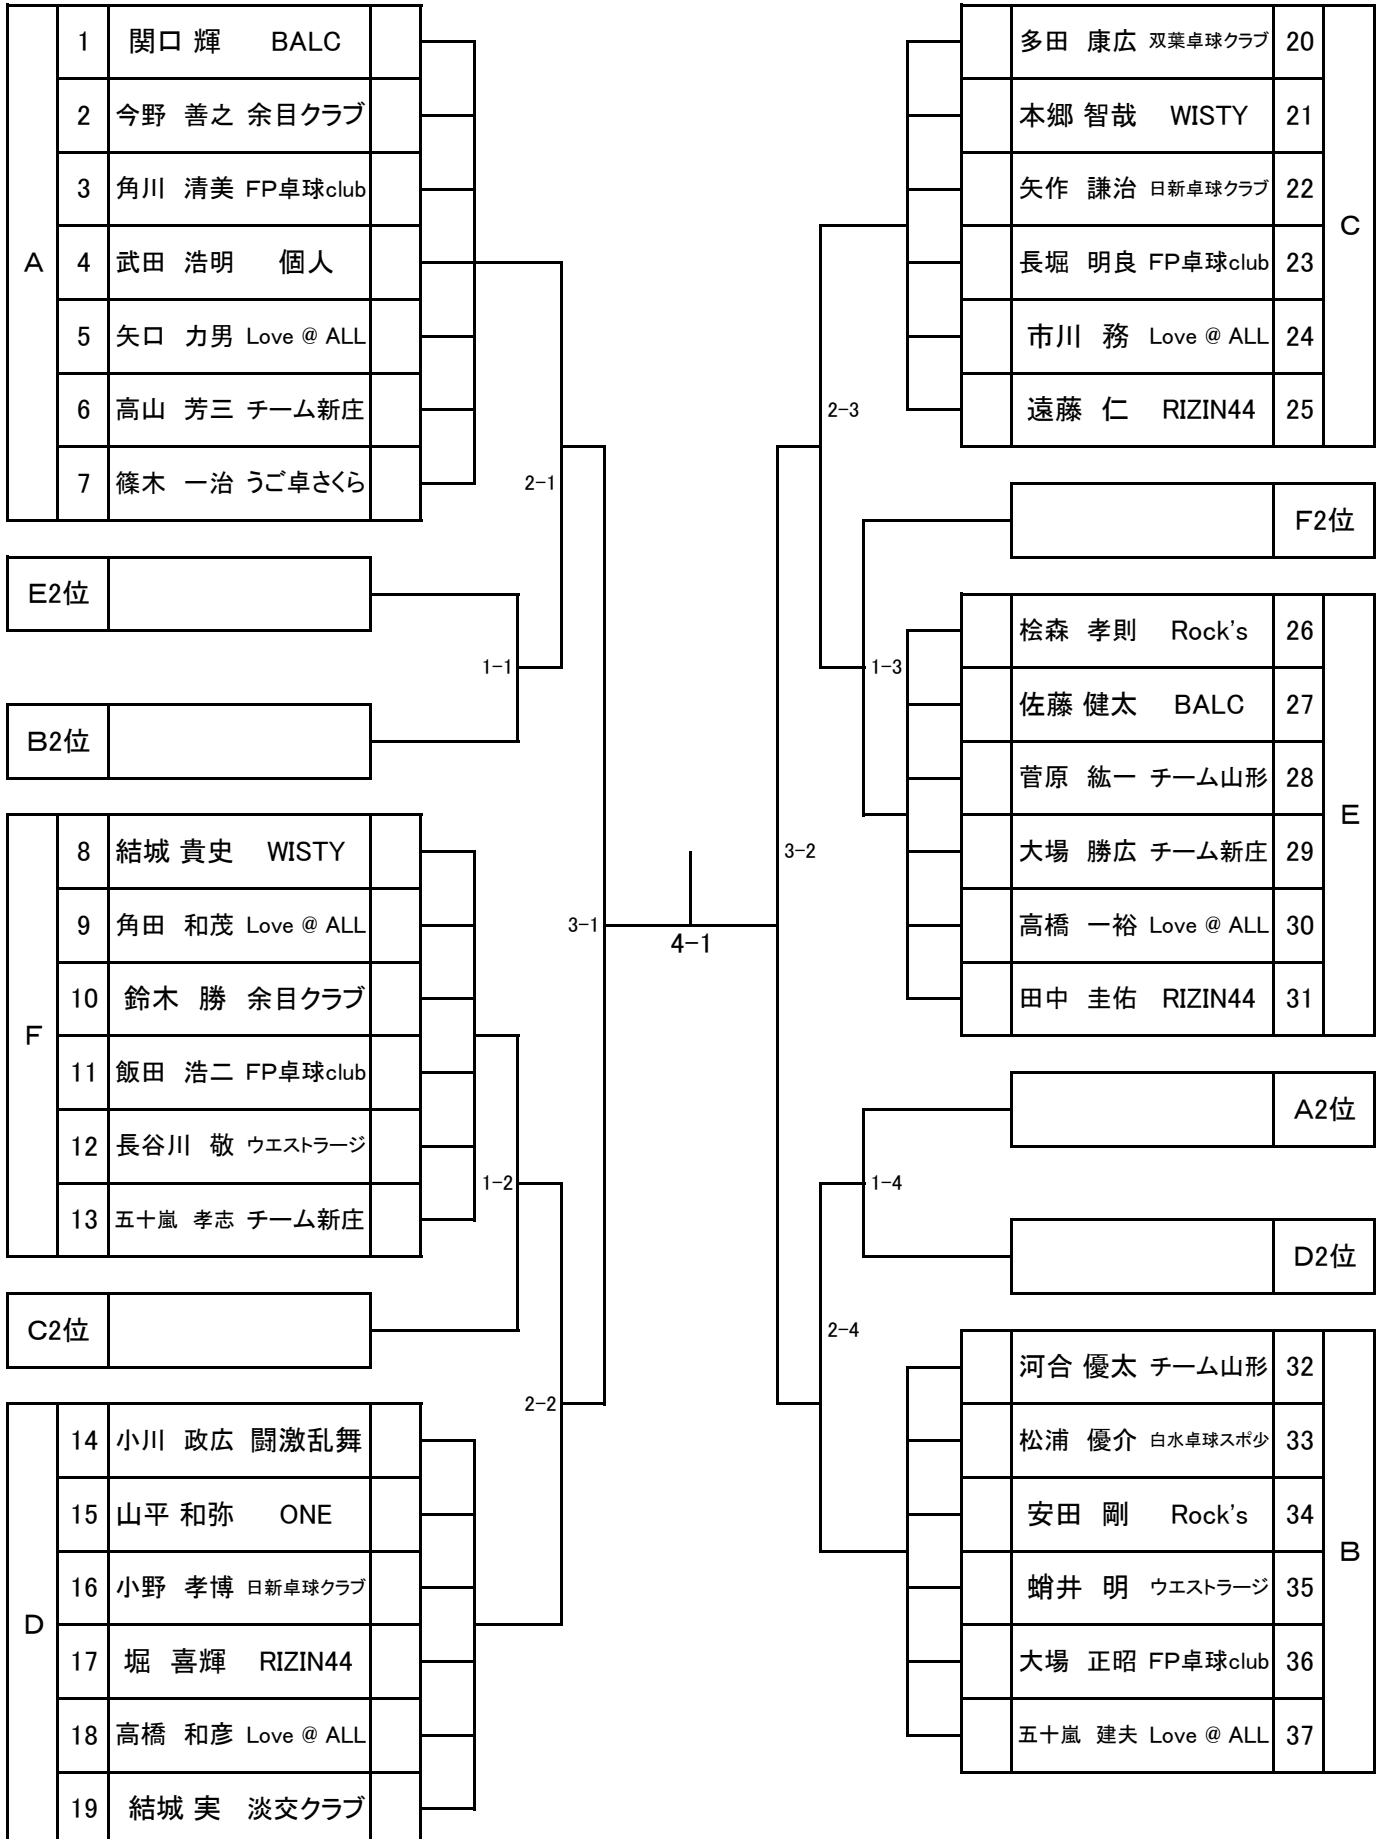 A
1 関口 輝 BALC
2 今野 善之 余目クラブ
3 角川 清美 FP卓球club
4 武田 浩明 個人
5 矢口 力男 Love @ ALL
6 高山 芳三 チーム新庄
7 篠木 一治 うご卓さくら
2-1
E2位
1-1
B2位
F
8 結城 貴史 WISTY
9 角田 和茂 Love @ ALL
10 鈴木 勝 余目クラブ
11 飯田 浩二 FP卓球club
12 長谷川 敬 ウエストラージ
13 五十嵐 孝志 チーム新庄
1-2
3-1
C2位
2-2
D
14 小川 政広 闘激乱舞
15 山平 和弥 ONE
16 小野 孝博 日新卓球クラブ
17 堀 喜輝 RIZIN44
18 高橋 和彦 Love @ ALL
19 結城 実 淡交クラブ
4-1
C
多田 康広 双葉卓球クラブ 20
本郷 智哉 WISTY 21
矢作 謙治 日新卓球クラブ 22
長堀 明良 FP卓球club 23
市川 務 Love @ ALL 24
遠藤 仁 RIZIN44 25
2-3
F2位
1-3
E
桧森 孝則 Rock's 26
佐藤 健太 BALC 27
菅原 紘一 チーム山形 28
大場 勝広 チーム新庄 29
高橋 一裕 Love @ ALL 30
田中 圭佑 RIZIN44 31
3-2
A2位
1-4
D2位
2-4
B
河合 優太 チーム山形 32
松浦 優介 白水卓球スポ少 33
安田 剛 Rock's 34
蛸井 明 ウエストラージ 35
大場 正昭 FP卓球club 36
五十嵐 建夫 Love @ ALL 37